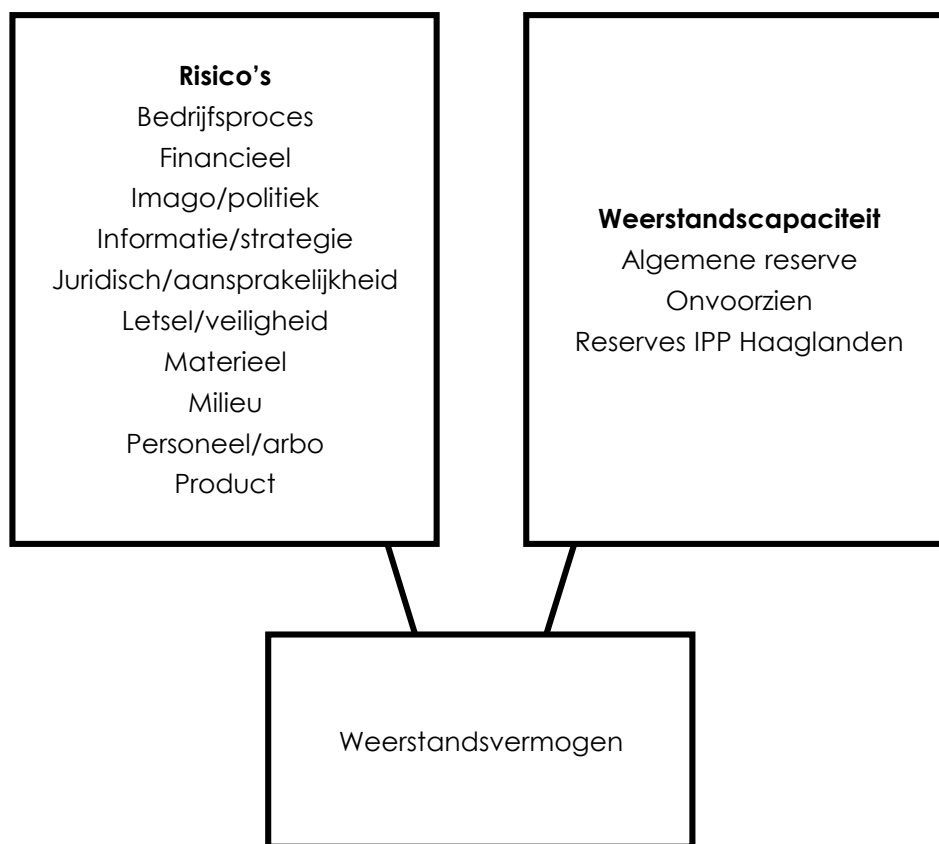 Risico’s
Bedrijfsproces
Financieel
Imago/politiek
Informatie/strategie
Juridisch/aansprakelijkheid
Letsel/veiligheid
Materieel
Milieu
Personeel/arbo
Product
Weerstandscapaciteit
Algemene reserve
Onvoorzien
Reserves IPP Haaglanden
Weerstandsvermogen